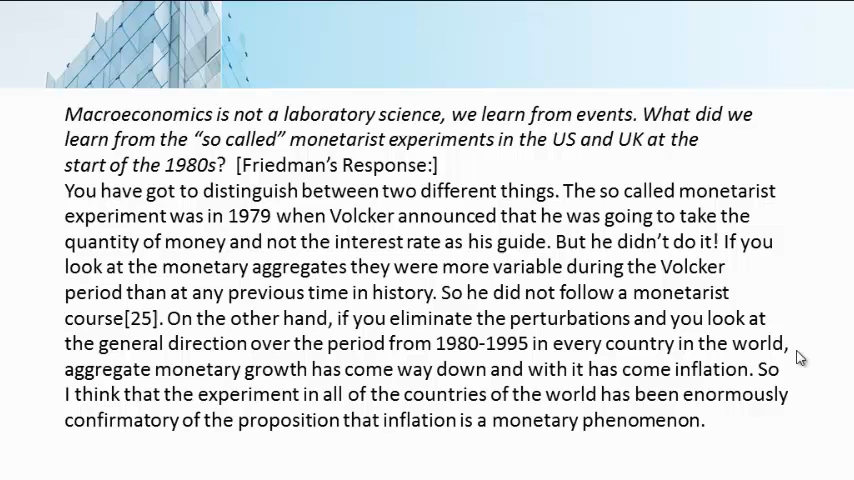 Macroeconomics is not a laboratory science, we learn from events. What did we
learn from the “so called” monetarist experiments in the US and UK at the
start of the 1980s? [Friedman’s Response:]
You have got to distinguish between two different things. The so called monetarist
experiment was in 1979 when Volcker announced that he was going to take the
quantity of money and not the interest rate as his guide. But he didn’t do it! If you
look at the monetary aggregates they were more variable during the Volcker
period than at any previous time in history. So he did not follow a monetarist
course[25]. On the other hand, if you eliminate the perturbations and you look at
the general direction over the period from 1980-1995 in every country in the world,
aggregate monetary growth has come way down and with it has come inflation. So
I think that the experiment in all of the countries of the world has been enormously
confirmatory of the proposition that inflation is a monetary phenomenon.